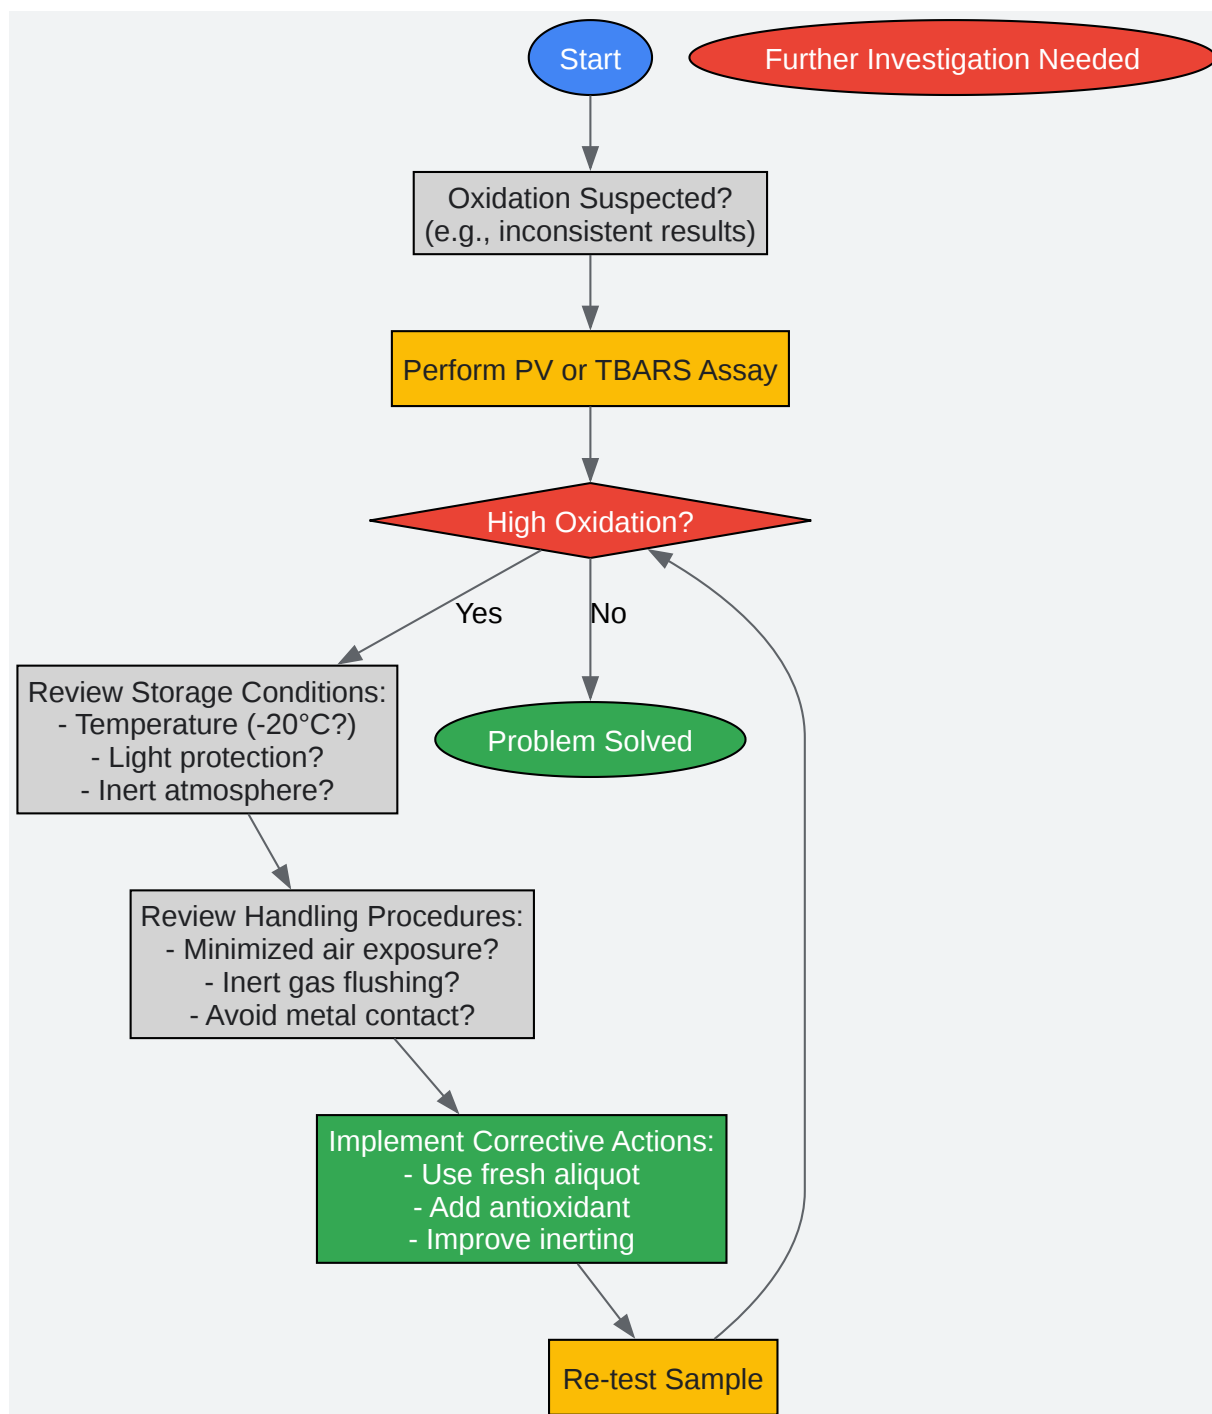 Start
Further Investigation Needed
Oxidation Suspected?
(e.g., inconsistent results)
Perform PV or TBARS Assay
High Oxidation?
Yes
No
Review Storage Conditions:
- Temperature (-20°C?)
- Light protection?
- Inert atmosphere?
Problem Solved
Review Handling Procedures:
- Minimized air exposure?
- Inert gas flushing?
- Avoid metal contact?
Implement Corrective Actions:
- Use fresh aliquot
- Add antioxidant
- Improve inerting
Re-test Sample